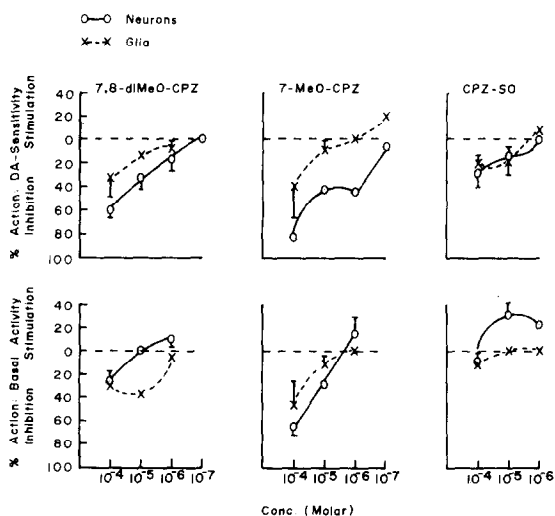 Neurons
Glia
7,8-diMeO-CPZ
7-MeO-CPZ
CPZ-SO
% Action: DA-Sensitivity
Inhibition Stimulation
40
20
0
20
40
60
80
100
% Action: Basal Activity
Inhibition Stimulation
40
20
0
20
40
60
80
100
10⁻⁴ 10⁻⁵ 10⁻⁶ 10⁻⁷
10⁻⁴ 10⁻⁵ 10⁻⁶ 10⁻⁷
10⁻⁴ 10⁻⁵ 10⁻⁶
Conc. (Molar)